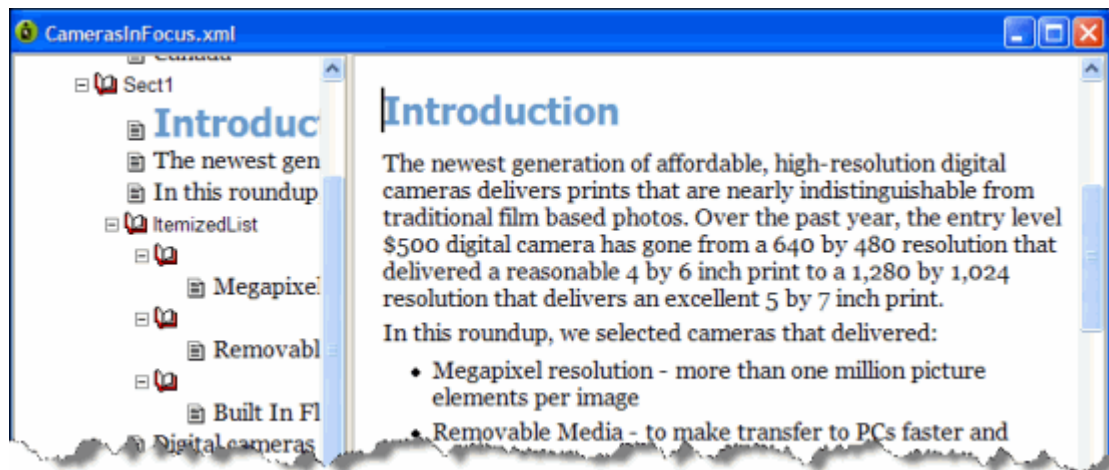 CamerasInFocus.xml
Canada
Sect1
Introduc
The newest gen
In this roundup
ItemizedList
Megapixel
Removabl
Built In Fl
Digital cameras
Introduction
The newest generation of affordable, high-resolution digital
cameras delivers prints that are nearly indistinguishable from
traditional film based photos. Over the past year, the entry level
$500 digital camera has gone from a 640 by 480 resolution that
delivered a reasonable 4 by 6 inch print to a 1,280 by 1,024
resolution that delivers an excellent 5 by 7 inch print.
In this roundup, we selected cameras that delivered:
• Megapixel resolution - more than one million picture
elements per image
• Removable Media - to make transfer to PCs faster and